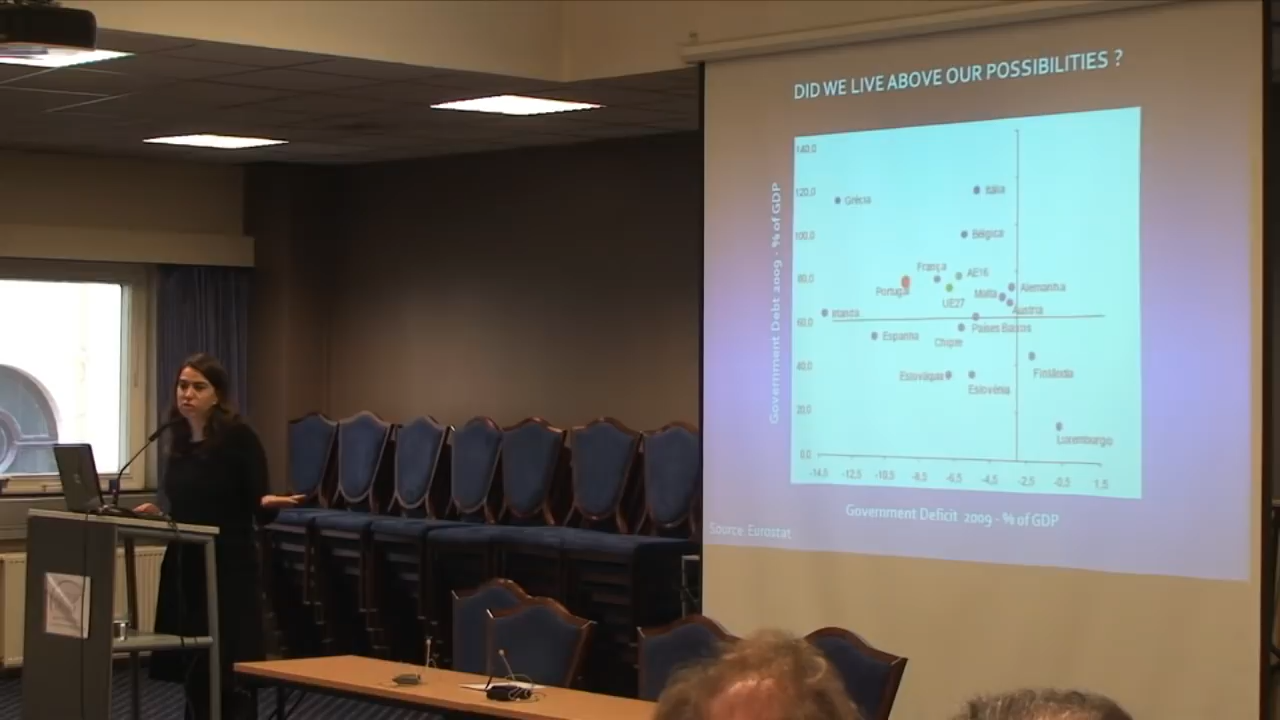 DID WE LIVE ABOVE OUR POSSIBILITIES ?
Government Debt 2009 - % of GDP
140,0
120,0
100,0
80,0
60,0
40,0
20,0
0,0
Grécia
Itália
Bélgica
França
AE16
Portugal
UE27
Malta
Alemanha
Áustria
Irlanda
Países Baixos
Espanha
Chipre
Eslováquia
Eslovénia
Finlândia
Luxemburgo
-14,5 -12,5 -10,5 -8,5 -6,5 -4,5 -2,5 -0,5 1,5
Government Deficit 2009 - % of GDP
Source: Eurostat